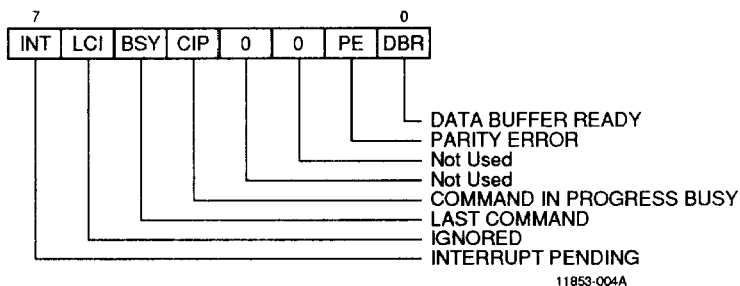 7 0
INT LCI BSY CIP 0 0 PE DBR
DATA BUFFER READY
PARITY ERROR
Not Used
Not Used
COMMAND IN PROGRESS BUSY
LAST COMMAND
IGNORED
INTERRUPT PENDING
11853-004A